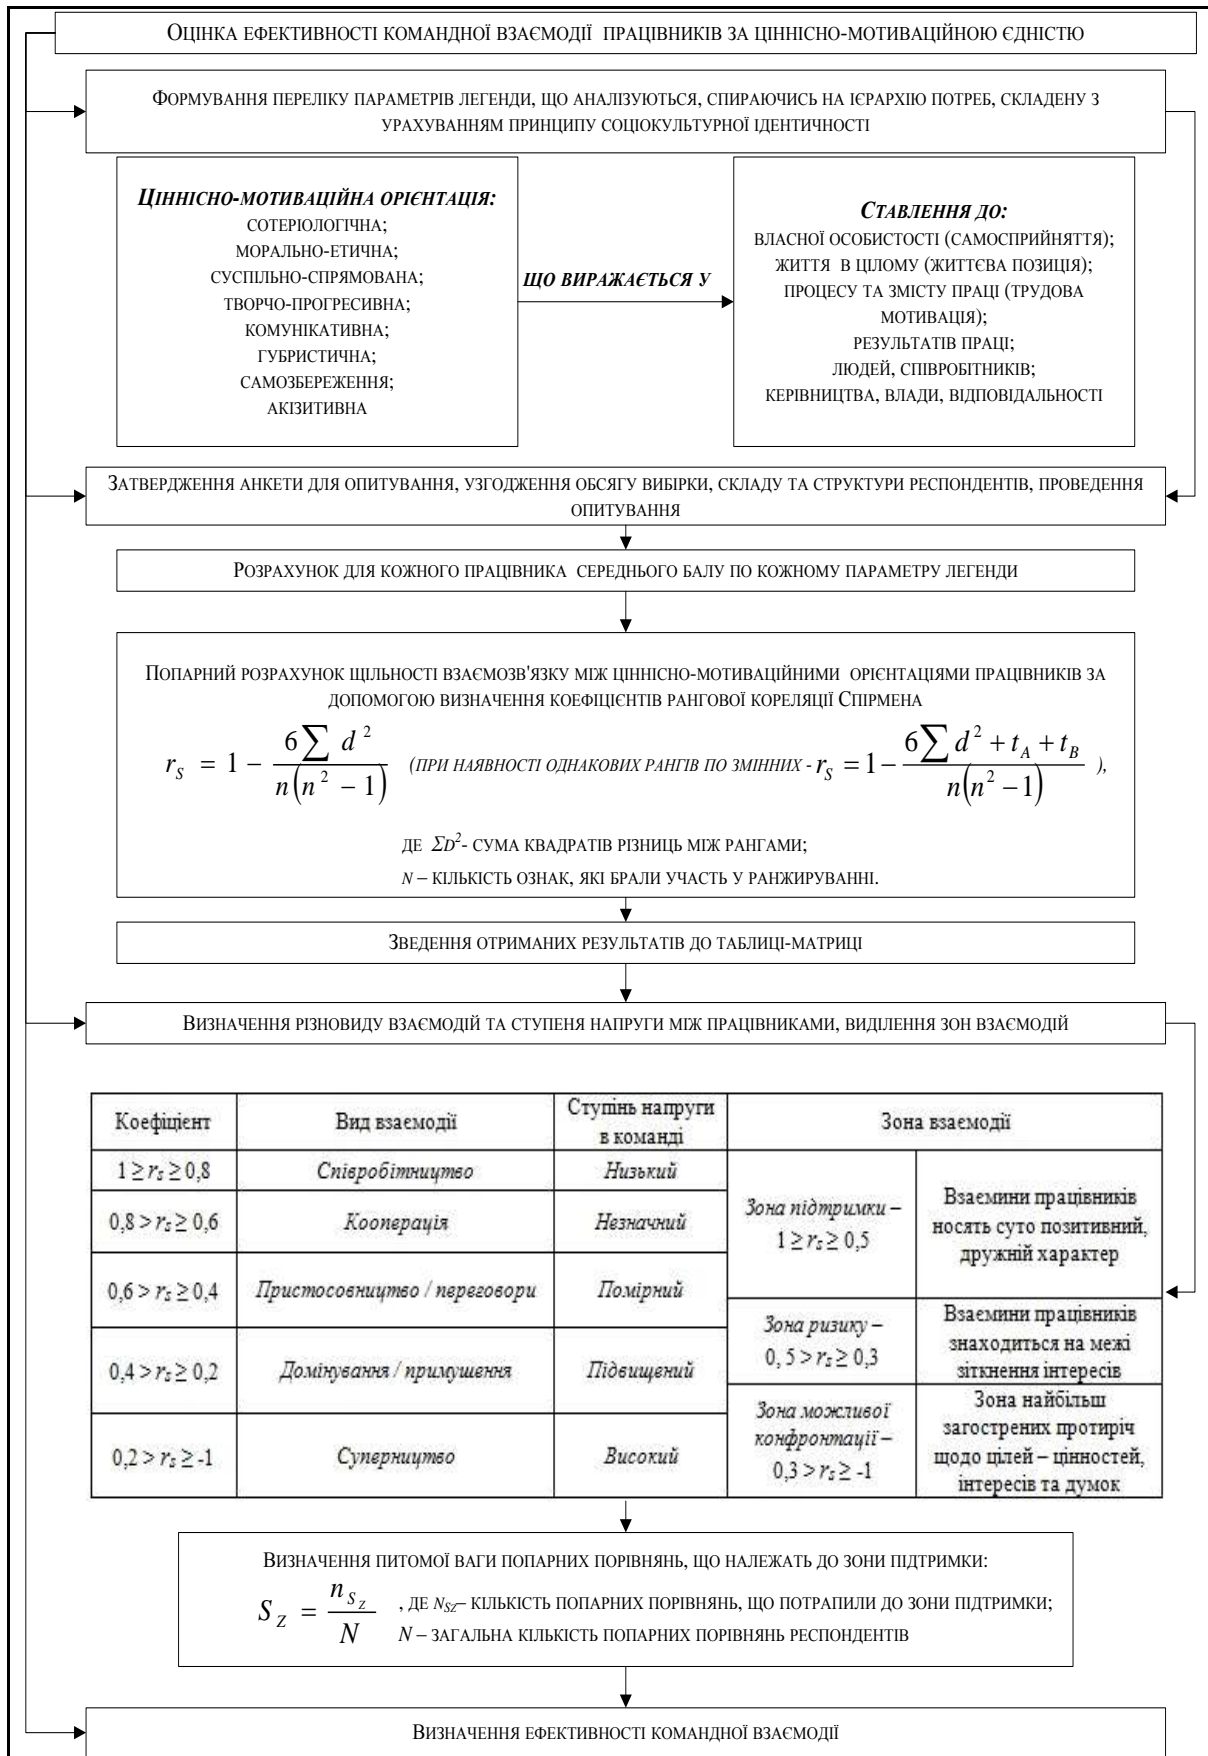 ОЦІНКА ЕФЕКТИВНОСТІ КОМАНДНОЇ ВЗАЄМОДІЇ ПРАЦІВНИКІВ ЗА ЦІННІСНО-МОТИВАЦІЙНОЮ ЄДНІСТЮ
ФОРМУВАННЯ ПЕРЕЛІКУ ПАРАМЕТРІВ ЛЕГЕНДИ, ЩО АНАЛІЗУЮТЬСЯ, СПИРАЮЧИСЬ НА ІЄРАРХІЮ ПОТРЕБ, СКЛАДЕНУ З
УРАХУВАННЯМ ПРИНЦИПУ СОЦІОКУЛЬТУРНОЇ ІДЕНТИЧНОСТІ
ЦІННІСНО-МОТИВАЦІЙНА ОРІЄНТАЦІЯ:
СОТЕРІОЛОГІЧНА;
МОРАЛЬНО-ЕТИЧНА;
СУСПІЛЬНО-СПРЯМОВАНА;
ТВОРЧО-ПРОГРЕСИВНА;
КОМУНІКАТИВНА;
ГУБРИСТИЧНА;
САМОЗБЕРЕЖЕННЯ;
АКІЗИТИВНА
ЩО ВИРАЖАЄТЬСЯ У
СТАВЛЕННЯ ДО:
ВЛАСНОЇ ОСОБИСТОСТІ (САМОСПРИЙНЯТТЯ);
ЖИТТЯ В ЦІЛОМУ (ЖИТТЄВА ПОЗИЦІЯ);
ПРОЦЕСУ ТА ЗМІСТУ ПРАЦІ (ТРУДОВА
МОТИВАЦІЯ);
РЕЗУЛЬТАТІВ ПРАЦІ;
ЛЮДЕЙ, СПІВРОБІТНИКІВ;
КЕРІВНИЦТВА, ВЛАДИ, ВІДПОВІДАЛЬНОСТІ
ЗАТВЕРДЖЕННЯ АНКЕТИ ДЛЯ ОПИТУВАННЯ, УЗГОДЖЕННЯ ОБСЯГУ ВИБІРКИ, СКЛАДУ ТА СТРУКТУРИ РЕСПОНДЕНТІВ, ПРОВЕДЕННЯ
ОПИТУВАННЯ
РОЗРАХУНОК ДЛЯ КОЖНОГО ПРАЦІВНИКА СЕРЕДНЬОГО БАЛУ ПО КОЖНОМУ ПАРАМЕТРУ ЛЕГЕНДИ
ПОПАРНИЙ РОЗРАХУНОК ЩІЛЬНОСТІ ВЗАЄМОЗВ'ЯЗКУ МІЖ ЦІННІСНО-МОТИВАЦІЙНИМИ ОРІЄНТАЦІЯМИ ПРАЦІВНИКІВ ЗА
ДОПОМОГОЮ ВИЗНАЧЕННЯ КОЕФІЦІЄНТІВ РАНГОВОЇ КОРЕЛЯЦІЇ СПІРМЕНА
r_S = 1 − 6∑d² / n(n² − 1) (ПРИ НАЯВНОСТІ ОДНАКОВИХ РАНГІВ ПО ЗМІННИХ - r_S = 1 − (6∑d² + t_A + t_B) / n(n² − 1) ),
ДЕ ΣD²- СУМА КВАДРАТІВ РІЗНИЦЬ МІЖ РАНГАМИ;
N – КІЛЬКІСТЬ ОЗНАК, ЯКІ БРАЛИ УЧАСТЬ У РАНЖИРУВАННІ.
ЗВЕДЕННЯ ОТРИМАНИХ РЕЗУЛЬТАТІВ ДО ТАБЛИЦІ-МАТРИЦІ
ВИЗНАЧЕННЯ РІЗНОВИДУ ВЗАЄМОДІЙ ТА СТУПЕНЯ НАПРУГИ МІЖ ПРАЦІВНИКАМИ, ВИДІЛЕННЯ ЗОН ВЗАЄМОДІЙ
Коефіцієнт
Вид взаємодії
Ступінь напруги
в команді
Зона взаємодії
1 ≥ r_S ≥ 0,8
Співробітництво
Низький
0,8 > r_S ≥ 0,6
Кооперація
Незначний
0,6 > r_S ≥ 0,4
Пристосовництво / переговори
Помірний
0,4 > r_S ≥ 0,2
Домінування / примушення
Підвищений
0,2 > r_S ≥ -1
Суперництво
Високий
Зона підтримки –
1 ≥ r_S ≥ 0,5
Взаємини працівників
носять суто позитивний,
дружній характер
Зона ризику –
0, 5 > r_S ≥ 0,3
Взаємини працівників
знаходиться на межі
зіткнення інтересів
Зона можливої
конфронтації –
0,3 > r_S ≥ -1
Зона найбільш
загострених протиріч
щодо цілей – цінностей,
інтересів та думок
ВИЗНАЧЕННЯ ПИТОМОЇ ВАГИ ПОПАРНИХ ПОРІВНЯНЬ, ЩО НАЛЕЖАТЬ ДО ЗОНИ ПІДТРИМКИ:
S_Z = n_{S_Z} / N , ДЕ N_SZ– КІЛЬКІСТЬ ПОПАРНИХ ПОРІВНЯНЬ, ЩО ПОТРАПИЛИ ДО ЗОНИ ПІДТРИМКИ;
N – ЗАГАЛЬНА КІЛЬКІСТЬ ПОПАРНИХ ПОРІВНЯНЬ РЕСПОНДЕНТІВ
ВИЗНАЧЕННЯ ЕФЕКТИВНОСТІ КОМАНДНОЇ ВЗАЄМОДІЇ